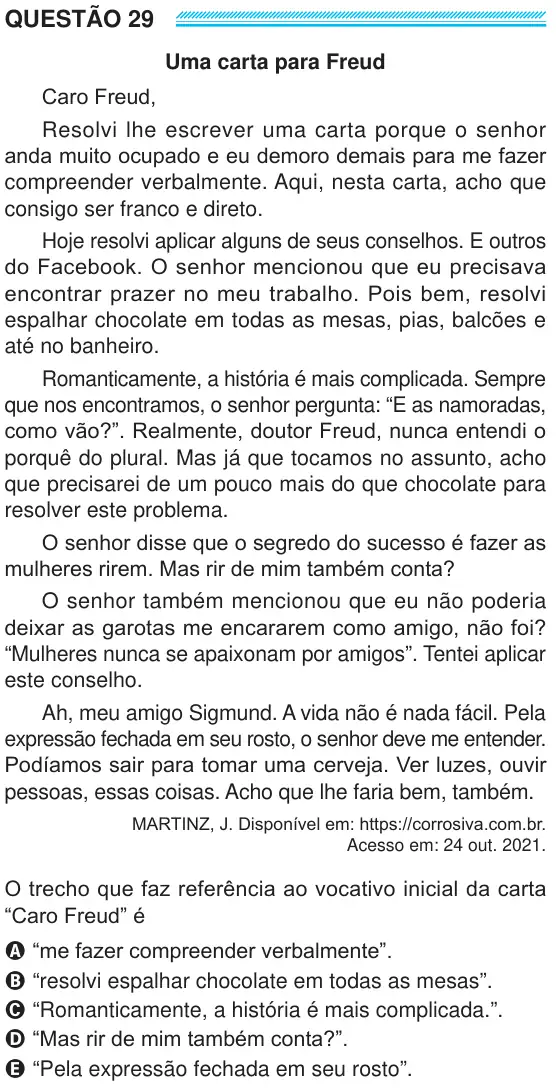 QUESTÃO 29
Uma carta para Freud
Caro Freud,
Resolvi lhe escrever uma carta porque o senhor
anda muito ocupado e eu demoro demais para me fazer
compreender verbalmente. Aqui, nesta carta, acho que
consigo ser franco e direto.
Hoje resolvi aplicar alguns de seus conselhos. E outros
do Facebook. O senhor mencionou que eu precisava
encontrar prazer no meu trabalho. Pois bem, resolvi
espalhar chocolate em todas as mesas, pias, balcões e
até no banheiro.
Romanticamente, a história é mais complicada. Sempre
que nos encontramos, o senhor pergunta: “E as namoradas,
como vão?”. Realmente, doutor Freud, nunca entendi o
porquê do plural. Mas já que tocamos no assunto, acho
que precisarei de um pouco mais do que chocolate para
resolver este problema.
O senhor disse que o segredo do sucesso é fazer as
mulheres rirem. Mas rir de mim também conta?
O senhor também mencionou que eu não poderia
deixar as garotas me encararem como amigo, não foi?
“Mulheres nunca se apaixonam por amigos”. Tentei aplicar
este conselho.
Ah, meu amigo Sigmund. A vida não é nada fácil. Pela
expressão fechada em seu rosto, o senhor deve me entender.
Podíamos sair para tomar uma cerveja. Ver luzes, ouvir
pessoas, essas coisas. Acho que lhe faria bem, também.
MARTINZ, J. Disponível em: https://corrosiva.com.br.
Acesso em: 24 out. 2021.
O trecho que faz referência ao vocativo inicial da carta
“Caro Freud” é
A “me fazer compreender verbalmente”.
B “resolvi espalhar chocolate em todas as mesas”.
C “Romanticamente, a história é mais complicada.”.
D “Mas rir de mim também conta?”.
E “Pela expressão fechada em seu rosto”.